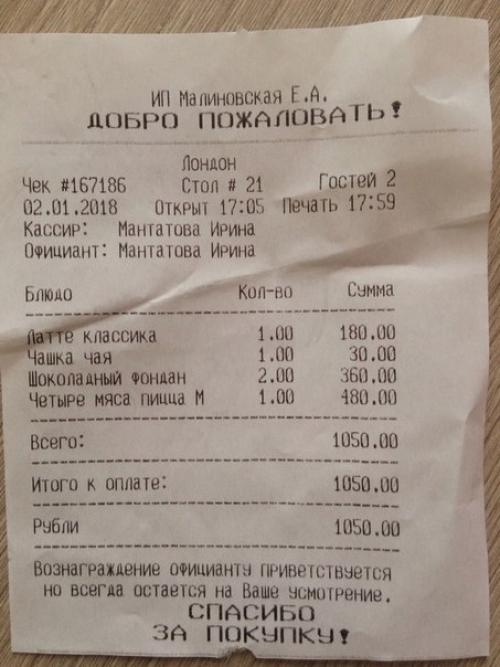 ИП Малиновская Е.А.
ДОБРО ПОЖАЛОВАТЬ!
Лондон
Чек #167186 Стол # 21 Гостей 2
02.01.2018 Открыт 17:05 Печать 17:59
Кассир: Мантатова Ирина
Официант: Мантатова Ирина
Блюдо Кол-во Сумма
Латте классика 1.00 180.00
Чашка чая 1.00 30.00
Шоколадный фондан 2.00 360.00
Четыре мяса пицца М 1.00 480.00
Всего: 1050.00
Итого к оплате: 1050.00
Рубли 1050.00
Вознаграждение официанту приветствуется
но всегда остается на Ваше усмотрение.
СПАСИБО
ЗА ПОКУПКУ!